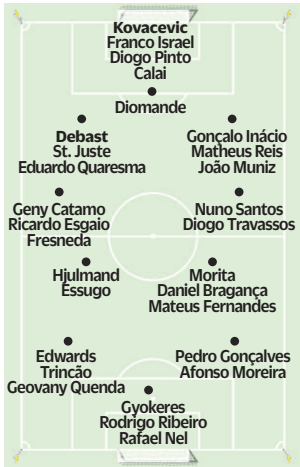 Kovacevic
Franco Israel
Diogo Pinto
Calai
Diomande
Debast
St. Juste
Eduardo Quaresma
Gonçalo Inácio
Matheus Reis
João Muniz
Geny Catamo
Ricardo Esgaio
Fresneda
Nuno Santos
Diogo Travassos
Hjulmand
Essugo
Morita
Daniel Bragança
Mateus Fernandes
Edwards
Trincão
Geovany Quenda
Pedro Gonçalves
Afonso Moreira
Gyokeres
Rodrigo Ribeiro
Rafael Nel